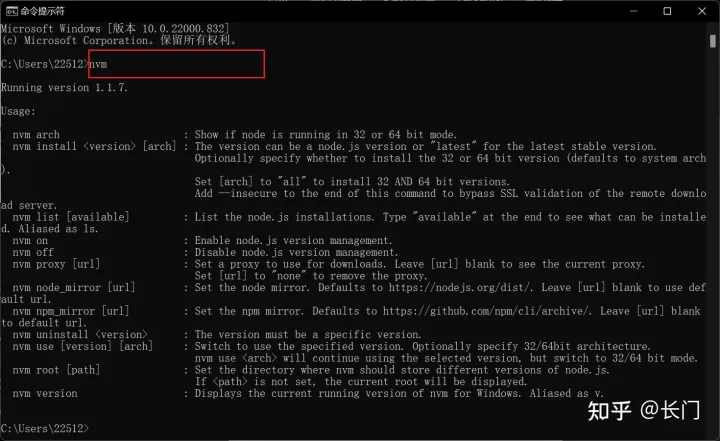 命令提示符
Microsoft Windows [版本 10.0.22000.832]
(c) Microsoft Corporation。保留所有权利。
C:\Users\22512>nvm
Running version 1.1.7.
Usage:
nvm arch : Show if node is running in 32 or 64 bit mode.
nvm install <version> [arch] : The version can be a node.js version or "latest" for the latest stable version.
Optionally specify whether to install the 32 or 64 bit version (defaults to system arch
).
Set [arch] to "all" to install 32 AND 64 bit versions.
Add --insecure to the end of this command to bypass SSL validation of the remote downlo
ad server.
nvm list [available] : List the node.js installations. Type "available" at the end to see what can be installe
d. Aliased as ls.
nvm on : Enable node.js version management.
nvm off : Disable node.js version management.
nvm proxy [url] : Set a proxy to use for downloads. Leave [url] blank to see the current proxy.
Set [url] to "none" to remove the proxy.
nvm node_mirror [url] : Set the node mirror. Defaults to https://nodejs.org/dist/. Leave [url] blank to use def
ault url.
nvm npm_mirror [url] : Set the npm mirror. Defaults to https://github.com/npm/cli/archive/. Leave [url] blank
to default url.
nvm uninstall <version> : The version must be a specific version.
nvm use [version] [arch] : Switch to use the specified version. Optionally specify 32/64bit architecture.
nvm use <arch> will continue using the selected version, but switch to 32/64 bit mode.
nvm root [path] : Set the directory where nvm should store different versions of node.js.
If <path> is not set, the current root will be displayed.
nvm version : Displays the current running version of nvm for Windows. Aliased as v.
C:\Users\22512>
知乎 @长门